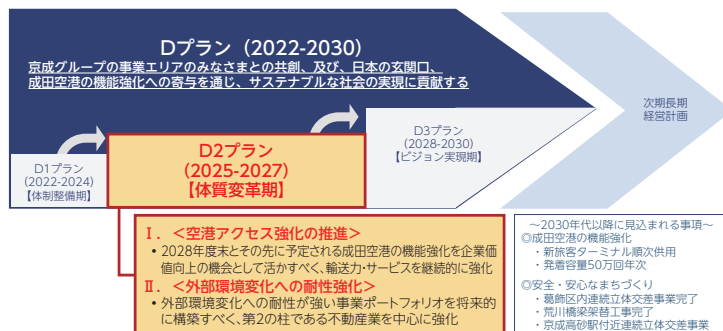 Dプラン（2022-2030）
京成グループの事業エリアのみなさまとの共創、及び、日本の玄関口、
成田空港の機能強化への寄与を通じ、サステナブルな社会の実現に貢献する
D1プラン
（2022-2024）
【体制整備期】
D2プラン
（2025-2027）
【体質変革期】
D3プラン
（2028-2030）
【ビジョン実現期】
次期長期
経営計画
Ⅰ．＜空港アクセス強化の推進＞
• 2028年度末とその先に予定される成田空港の機能強化を企業価
値向上の機会として活かすべく、輸送力・サービスを継続的に強化
Ⅱ．＜外部環境変化への耐性強化＞
• 外部環境変化への耐性が強い事業ポートフォリオを将来的
に構築すべく、第2の柱である不動産業を中心に強化
～2030年代以降に見込まれる事項～
◎成田空港の機能強化
・新旅客ターミナル順次供用
・発着容量50万回年次
◎安全・安心なまちづくり
・葛飾区内連続立体交差事業完了
・荒川橋梁架替工事完了
・京成高砂駅付近連続立体交差事業